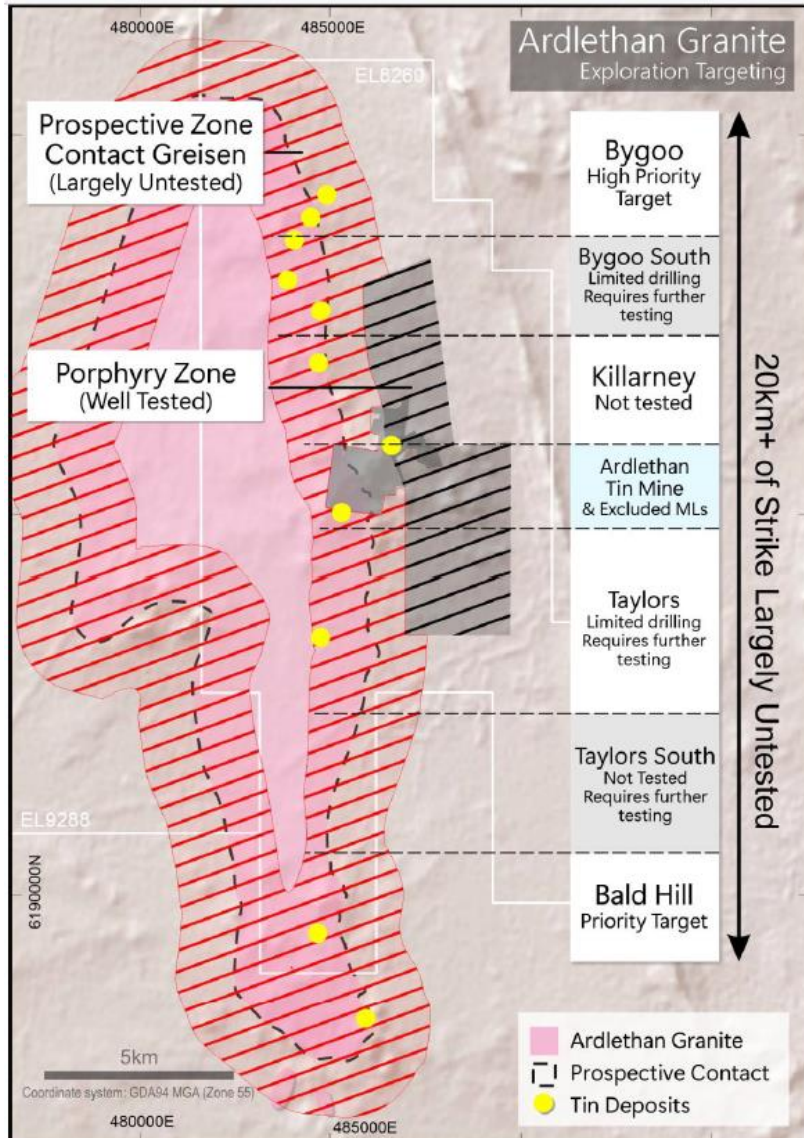 480000E
485000E
Ardlethan Granite
Exploration Targeting
EL8260
Prospective Zone
Contact Greisen
(Largely Untested)
Bygoo
High Priority
Target
Bygoo South
Limited drilling
Requires further
testing
Porphyry Zone
(Well Tested)
Killarney
Not tested
Ardlethan
Tin Mine
& Excluded MLs
Taylors
Limited drilling
Requires further
testing
Taylors South
Not Tested
Requires further
testing
Bald Hill
Priority Target
20km+ of Strike Largely Untested
EL9288
6190000N
5km
Coordinate system: GDA94 MGA (Zone 55)
Ardlethan Granite
Prospective Contact
Tin Deposits
480000E
485000E